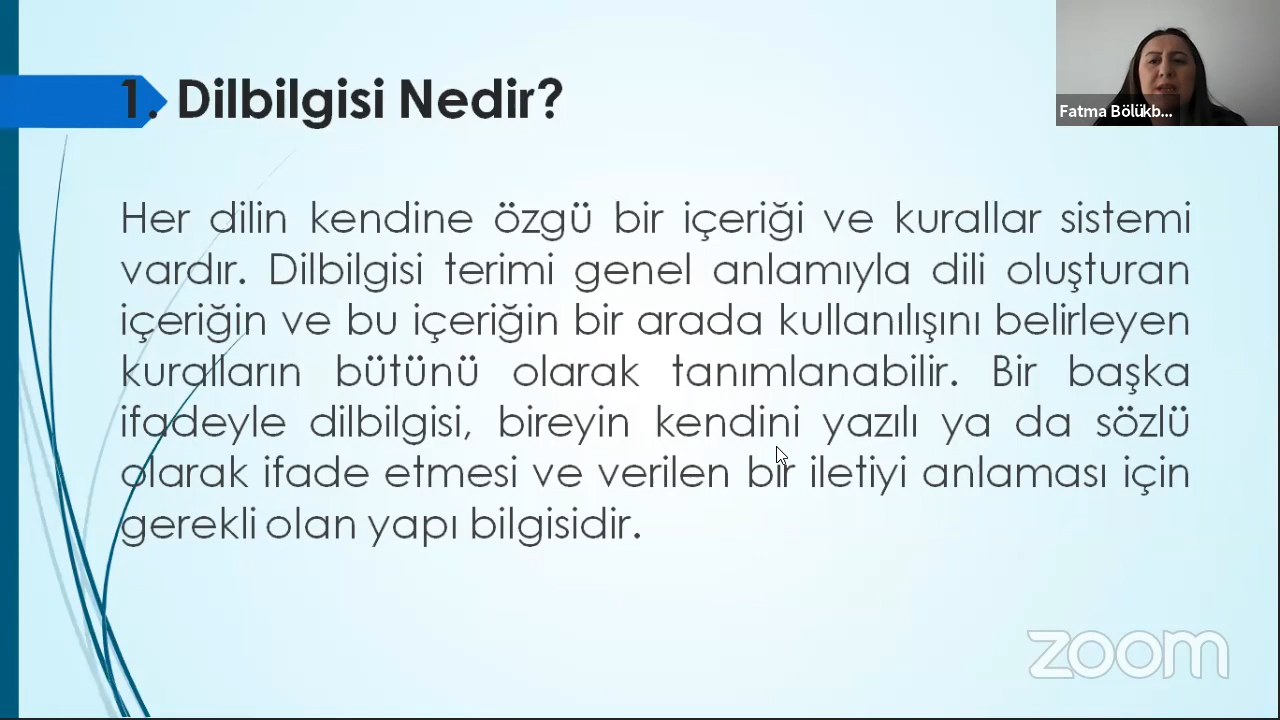 1. Dilbilgisi Nedir?
Fatma Bölükb...
Her dilin kendine özgü bir içeriği ve kurallar sistemi
vardır. Dilbilgisi terimi genel anlamıyla dili oluşturan
içeriğin ve bu içeriğin bir arada kullanılışını belirleyen
kuralların bütünü olarak tanımlanabilir. Bir başka
ifadeyle dilbilgisi, bireyin kendini yazılı ya da sözlü
olarak ifade etmesi ve verilen bir iletiyi anlaması için
gerekli olan yapı bilgisidir.
zoom